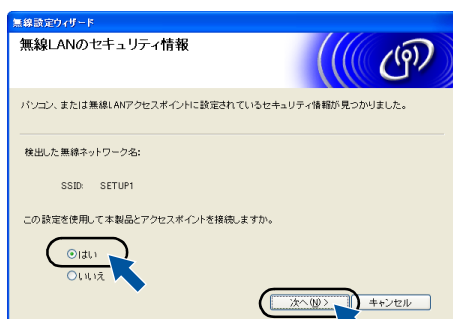 無線設定ウィザード
無線LANのセキュリティ情報
パソコン、または無線LANアクセスポイントに設定されているセキュリティ情報が見つかりました。
検出した無線ネットワーク名:
SSID: SETUP1
この設定を使用して本製品とアクセスポイントを接続しますか。
はい
いいえ
次へ(N) >
キャンセル